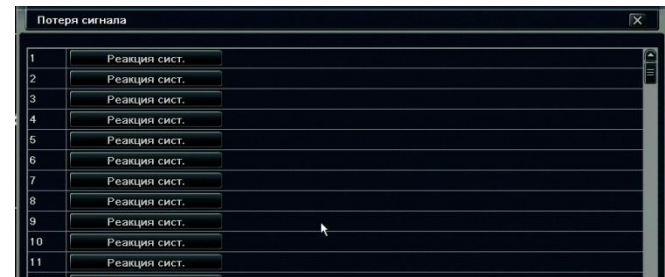 Потеря сигнала
1 Реакция сист.
2 Реакция сист.
3 Реакция сист.
4 Реакция сист.
5 Реакция сист.
6 Реакция сист.
7 Реакция сист.
8 Реакция сист.
9 Реакция сист.
10 Реакция сист.
11 Реакция сист.